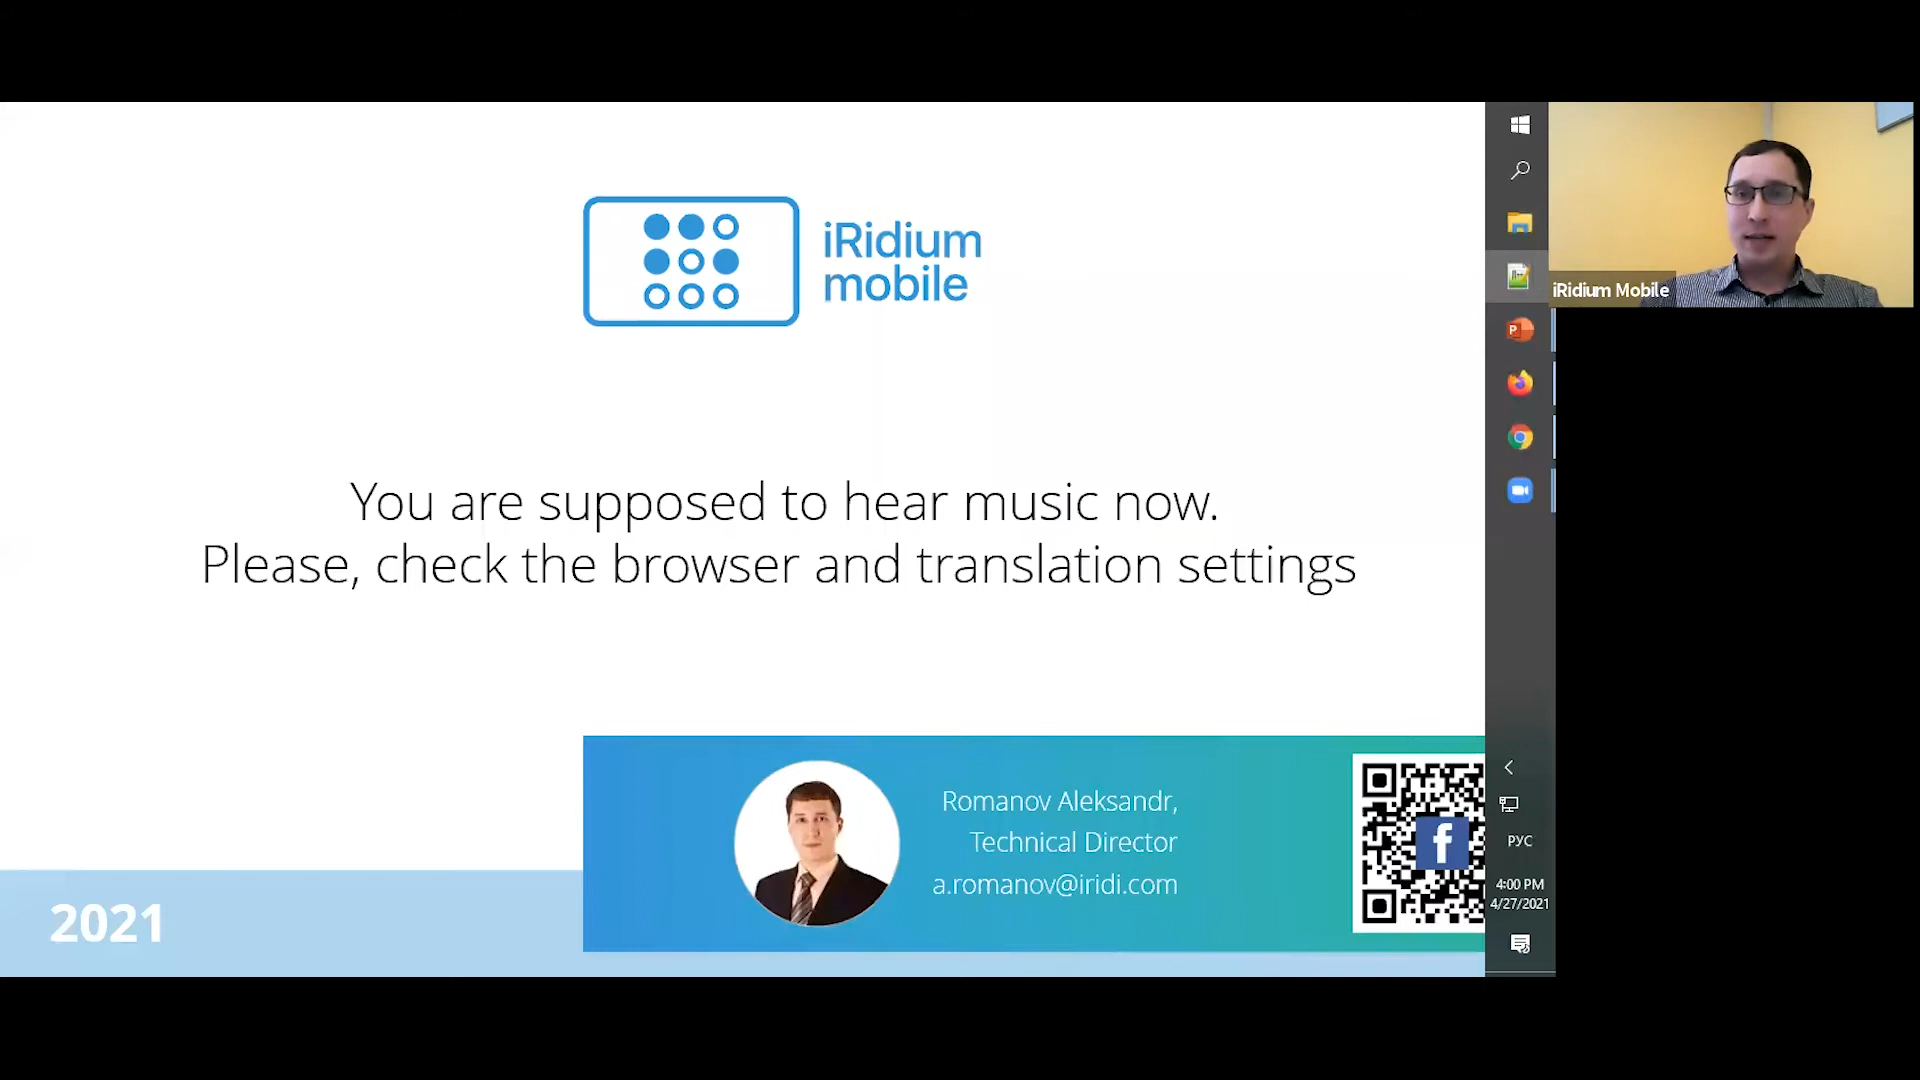 iRidium
mobile
You are supposed to hear music now.
Please, check the browser and translation settings
Romanov Aleksandr,
Technical Director
a.romanov@iridi.com
2021
iRidium Mobile
P
f
РУС
4:00 PM
4/27/2021